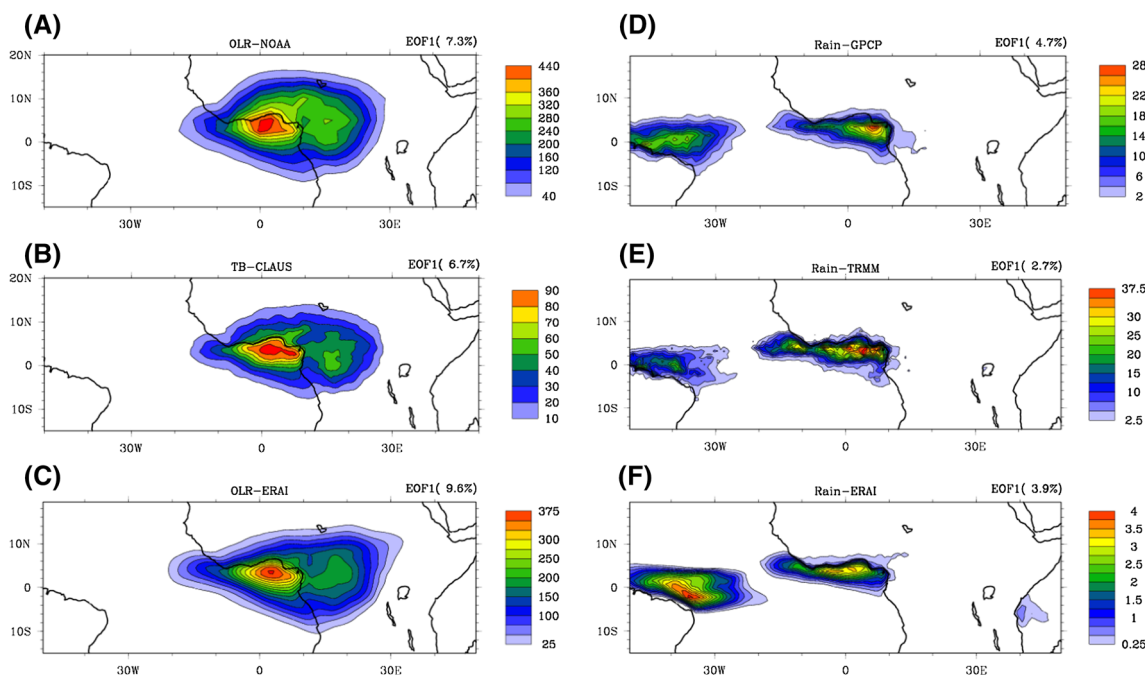 (A)
OLR-NOAA EOF1( 7.3%)
20N
10N
0
10S
30W 0 30E
440
360
280
240
200
160
120
40
(B)
TB-CLAUS EOF1( 6.7%)
20N
10N
0
10S
30W 0 30E
90
80
70
60
50
40
30
20
10
(C)
OLR-ERAI EOF1( 9.6%)
10N
0
10S
30W 0 30E
375
300
250
200
150
100
25
(D)
Rain-GPCP EOF1( 4.7%)
10N
0
10S
30W 0 30E
28
22
18
14
10
6
2
(E)
Rain-TRMM EOF1( 2.7%)
10N
0
10S
30W 0 30E
37.5
30
25
20
15
10
2.5
(F)
Rain-ERAI EOF1( 3.9%)
10N
0
10S
30W 0 30E
4
3.5
3
2.5
2
1.5
1
0.25